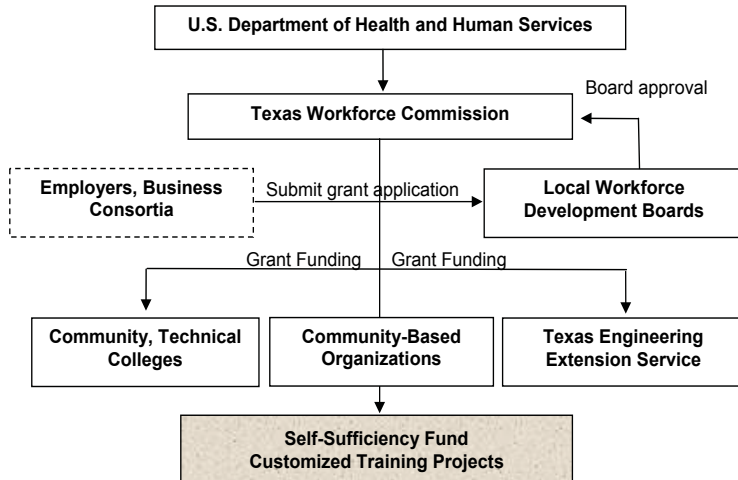 U.S. Department of Health and Human Services
Board approval
Texas Workforce Commission
Employers, Business
Consortia
Submit grant application
Local Workforce
Development Boards
Grant Funding
Grant Funding
Community, Technical
Colleges
Community-Based
Organizations
Texas Engineering
Extension Service
Self-Sufficiency Fund
Customized Training Projects